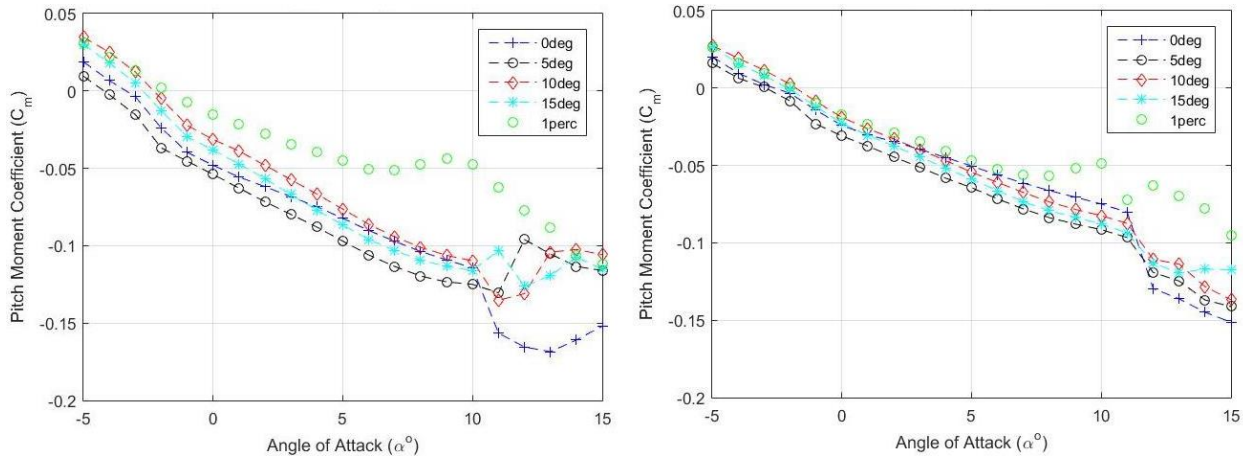 0.05
0
-0.05
-0.1
-0.15
-0.2
Pitch Moment Coefficient (Cₘ)
-5
0
5
10
15
Angle of Attack (α°)
0deg
5deg
10deg
15deg
1perc
0.05
0
-0.05
-0.1
-0.15
-0.2
Pitch Moment Coefficient (Cₘ)
-5
0
5
10
15
Angle of Attack (α°)
0deg
5deg
10deg
15deg
1perc